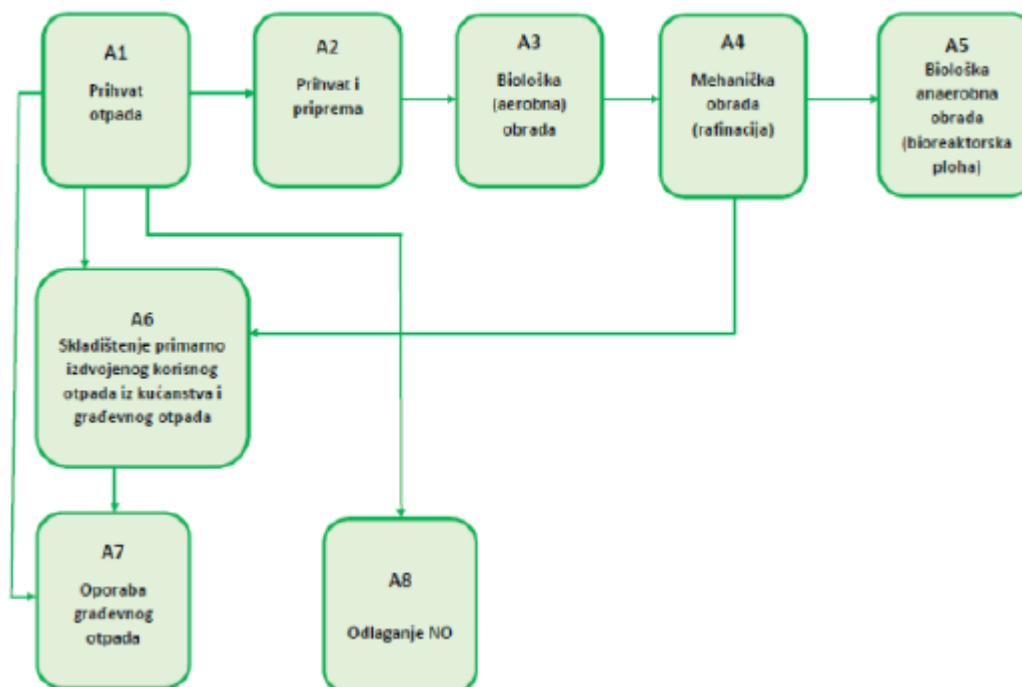 A1
Prihvat
otpada
A2
Prihvat i
priprema
A3
Biološka
(aerobna)
obrada
A4
Mehanička
obrada
(rafinacija)
A5
Biološka
anaerobna
obrada
(bioreaktorska
ploha)
A6
Skladištenje primarno
izdvojenog korisnog
otpada iz kućanstva i
građevnog otpada
A7
Oporaba
građevnog
otpada
A8
Odlaganje NO